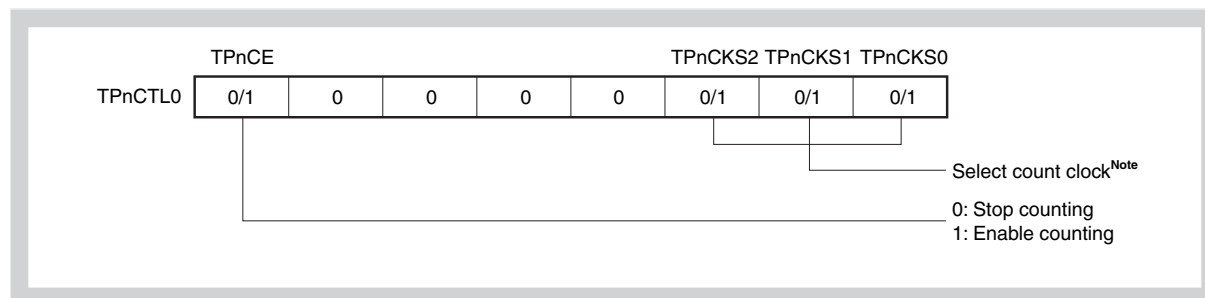 TPnCE TPnCKS2 TPnCKS1 TPnCKS0
TPnCTL0 0/1 0 0 0 0 0/1 0/1 0/1
Select count clockNote
0: Stop counting
1: Enable counting